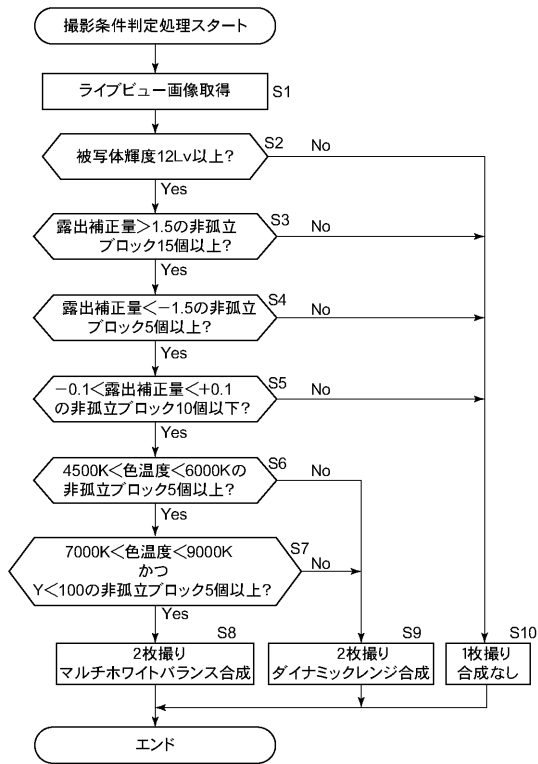 撮影条件判定処理スタート
ライブビュー画像取得
S1
被写体輝度12Lv以上?
S2
No
Yes
露出補正量＞1.5の非孤立
ブロック15個以上?
S3
No
Yes
露出補正量＜－1.5の非孤立
ブロック5個以上?
S4
No
Yes
－0.1＜露出補正量＜+0.1
の非孤立ブロック10個以下?
S5
No
Yes
4500K＜色温度＜6000Kの
非孤立ブロック5個以上?
S6
No
Yes
7000K＜色温度＜9000K
かつ
Y＜100の非孤立ブロック5個以上?
S7
No
Yes
S8
2枚撮り
マルチホワイトバランス合成
S9
2枚撮り
ダイナミックレンジ合成
S10
1枚撮り
合成なし
エンド